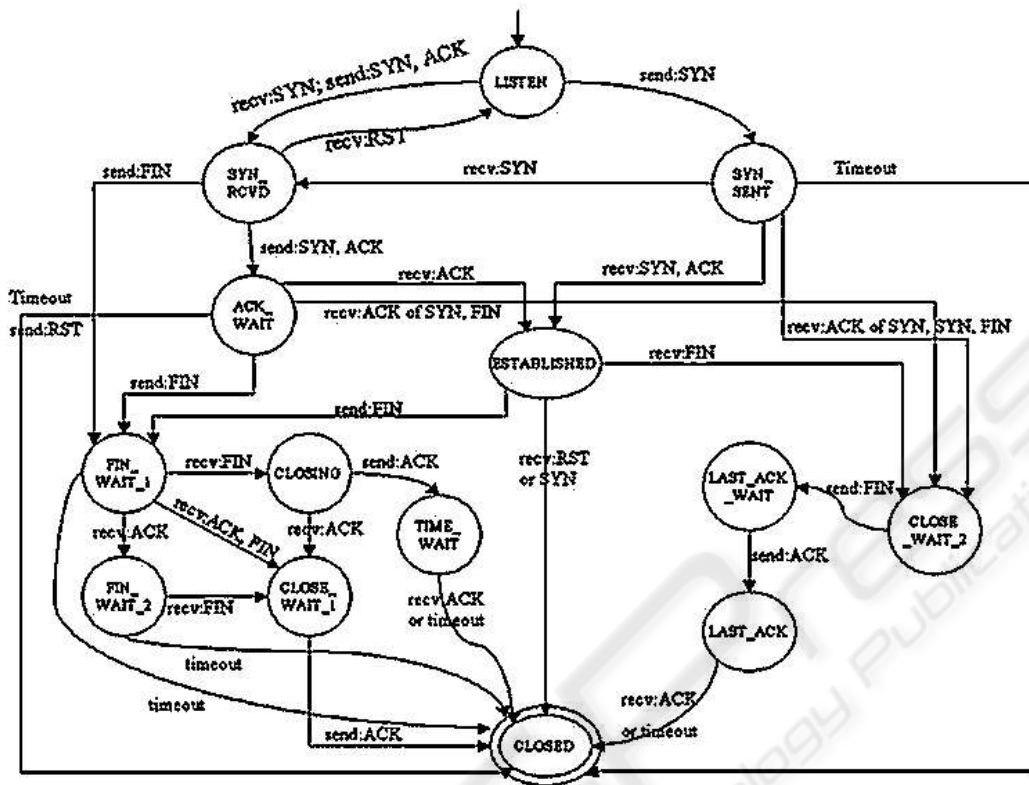 LISTEN
recv:SYN; send:SYN, ACK
send:SYN
recv:RST
SYN_
RCVD
send:FIN
recv:SYN
SYN_
SENT
Timeout
send:SYN, ACK
recv:ACK
recv:SYN, ACK
Timeout
send:RST
ACK_
WAIT
recv:ACK of SYN, FIN
recv:ACK of SYN, SYN, FIN
ESTABLISHED
recv:FIN
send:FIN
send:FIN
FIN_
WAIT_1
recv:FIN
CLOSING
send:ACK
recv:RST
or SYN
LAST_ACK
_WAIT
send:FIN
CLOSE
_WAIT_2
recv:ACK
recv:ACK, FIN
recv:ACK
TIME_
WAIT
send:ACK
FIN_
WAIT_2
recv:FIN
CLOSE_
WAIT_1
recv:ACK
or timeout
LAST_ACK
timeout
timeout
recv:ACK
or timeout
send:ACK
CLOSED